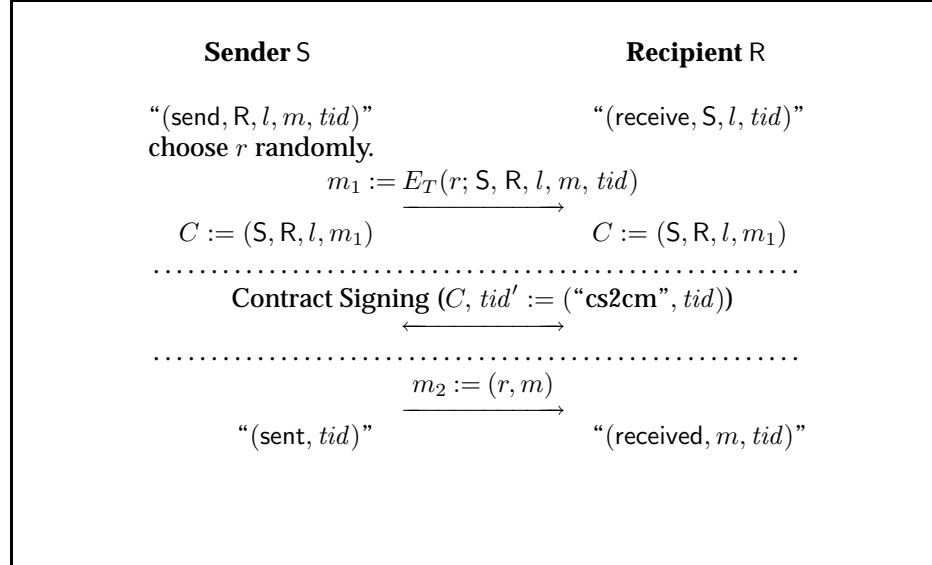 Sender S Recipient R
“(send, R, l, m, tid)” “(receive, S, l, tid)”
choose r randomly.
m₁ := E_T(r; S, R, l, m, tid)
C := (S, R, l, m₁) C := (S, R, l, m₁)
Contract Signing (C, tid′ := (“cs2cm”, tid))
m₂ := (r, m)
“(sent, tid)” “(received, m, tid)”